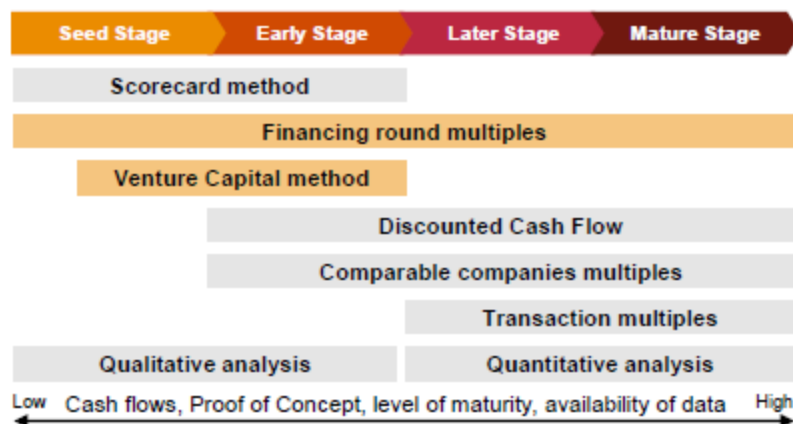 Seed Stage Early Stage Later Stage Mature Stage
Scorecard method
Financing round multiples
Venture Capital method
Discounted Cash Flow
Comparable companies multiples
Transaction multiples
Qualitative analysis Quantitative analysis
Low Cash flows, Proof of Concept, level of maturity, availability of data High